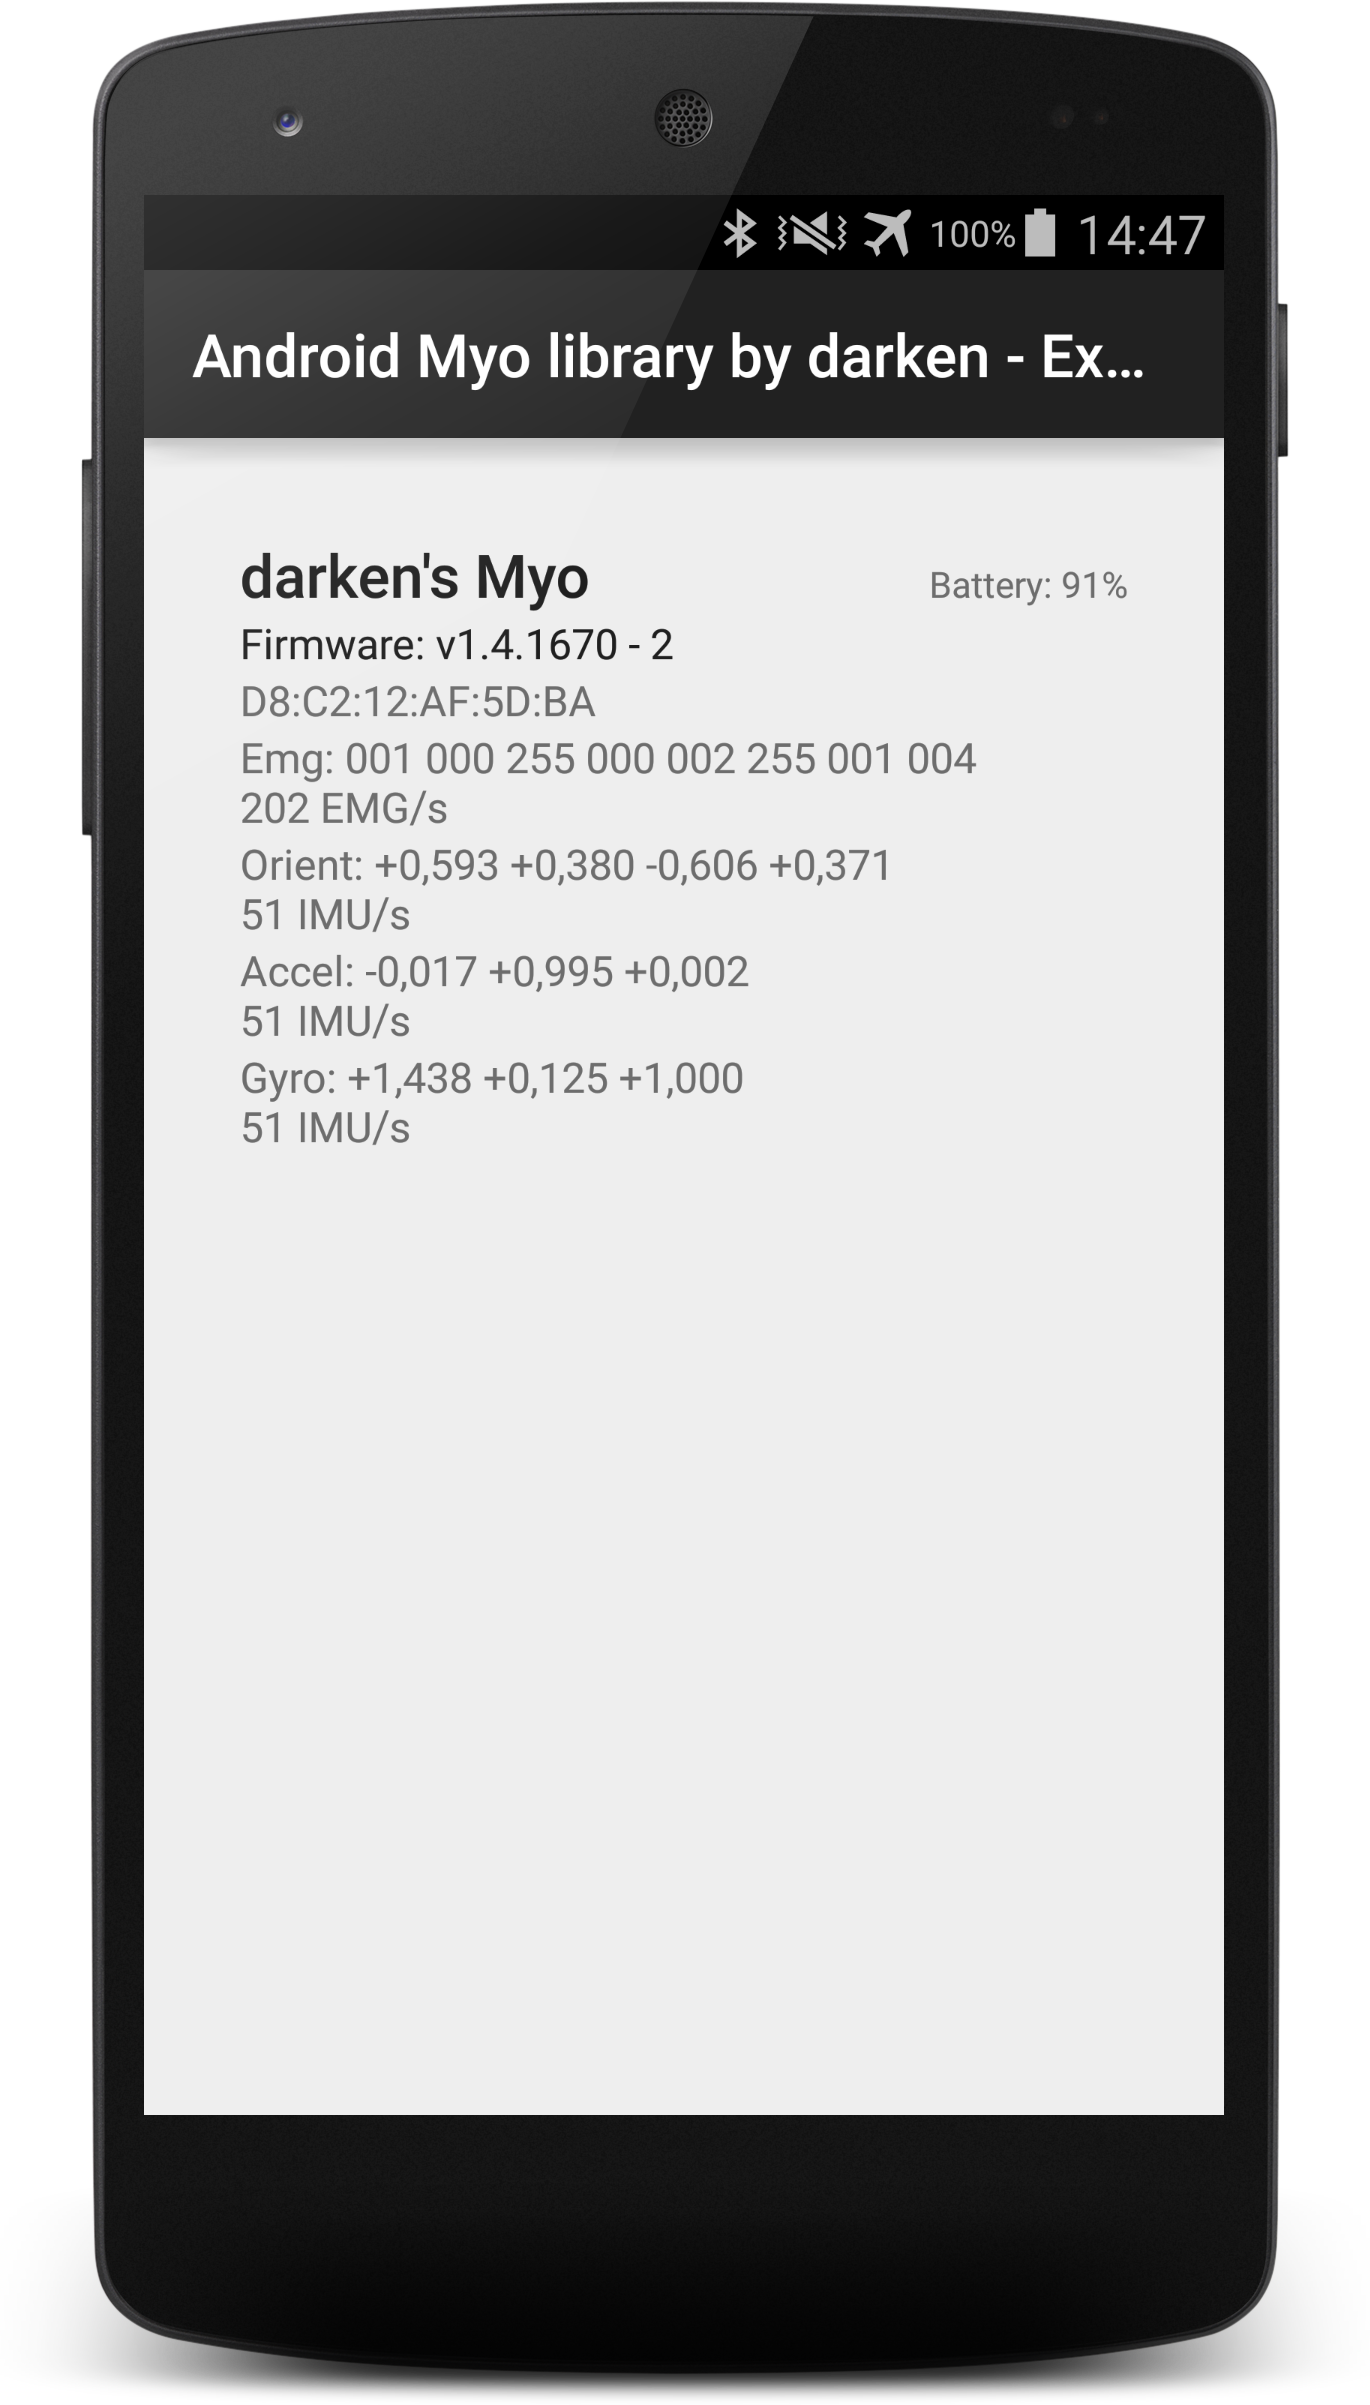 100% 14:47
Android Myo library by darken - Ex...
darken's Myo Battery: 91%
Firmware: v1.4.1670 - 2
D8:C2:12:AF:5D:BA
Emg: 001 000 255 000 002 255 001 004
202 EMG/s
Orient: +0,593 +0,380 -0,606 +0,371
51 IMU/s
Accel: -0,017 +0,995 +0,002
51 IMU/s
Gyro: +1,438 +0,125 +1,000
51 IMU/s